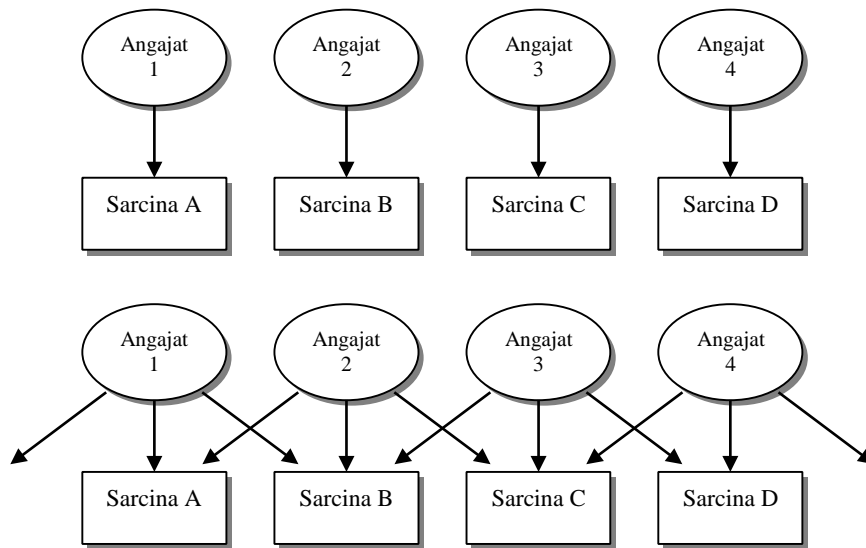 Angajat
1
Angajat
2
Angajat
3
Angajat
4
Sarcina A
Sarcina B
Sarcina C
Sarcina D
Angajat
1
Angajat
2
Angajat
3
Angajat
4
Sarcina A
Sarcina B
Sarcina C
Sarcina D